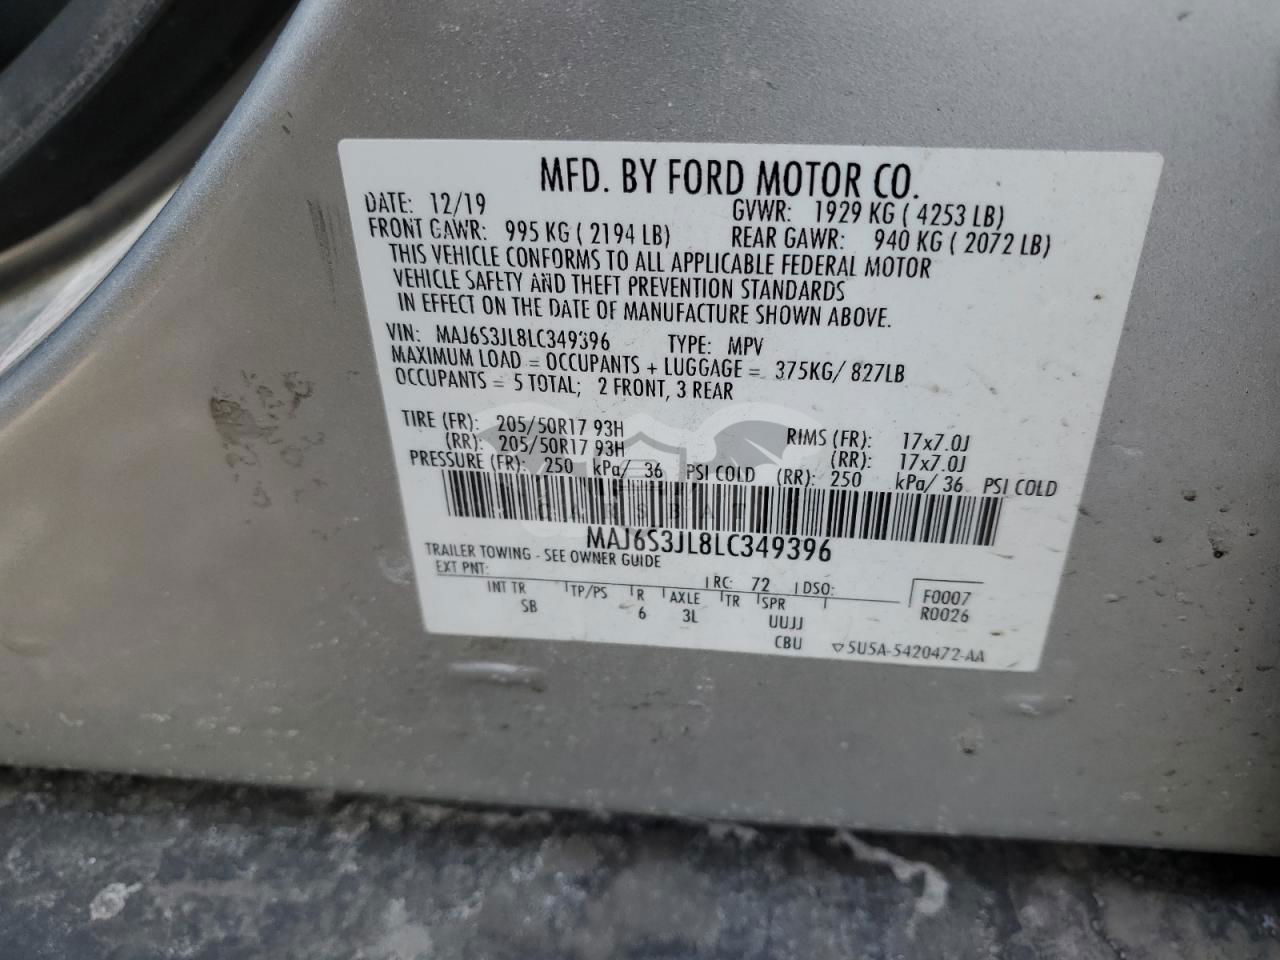 MFD. BY FORD MOTOR CO.
DATE: 12/19 GVWR: 1929 KG ( 4253 LB)
FRONT GAWR: 995 KG ( 2194 LB) REAR GAWR: 940 KG ( 2072 LB)
THIS VEHICLE CONFORMS TO ALL APPLICABLE FEDERAL MOTOR
VEHICLE SAFETY AND THEFT PREVENTION STANDARDS
IN EFFECT ON THE DATE OF MANUFACTURE SHOWN ABOVE.
VIN: MAJ6S3JL8LC349396 TYPE: MPV
MAXIMUM LOAD = OCCUPANTS + LUGGAGE = 375KG/ 827LB
OCCUPANTS = 5 TOTAL; 2 FRONT, 3 REAR
TIRE (FR): 205/50R17 93H RIMS (FR): 17x7.0J
(RR): 205/50R17 93H (RR): 17x7.0J
PRESSURE (FR): 250 kPa/ 36 PSI COLD (RR): 250 kPa/ 36 PSI COLD
CARSBAT
MAJ6S3JL8LC349396
TRAILER TOWING - SEE OWNER GUIDE
EXT PNT: RC: 72 DSO: F0007
INT TR TP/PS R AXLE TR SPR R0026
SB 6 3L UUJJ
CBU ▽5U5A-5420472-AA